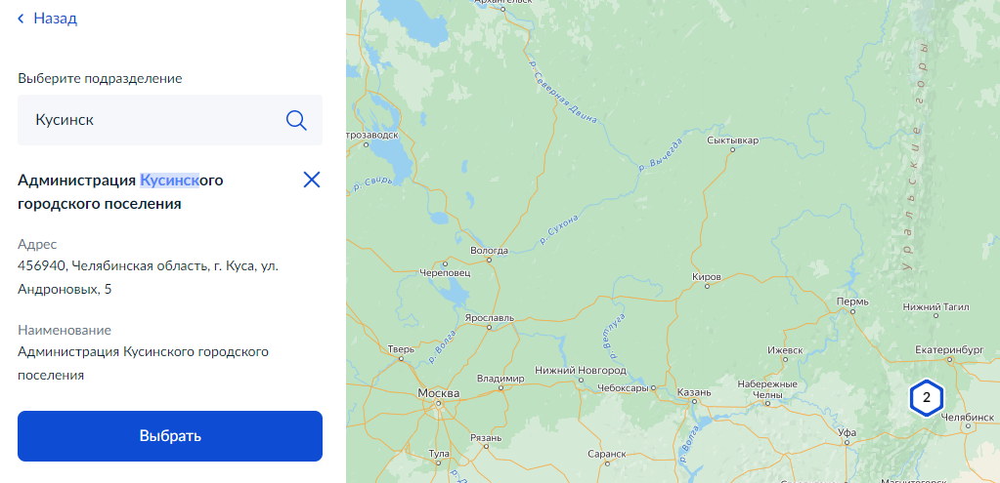 Назад
Выберите подразделение
Кусинск
Администрация Кусинского
городского поселения
Адрес
456940, Челябинская область, г. Куса, ул.
Андроновых, 5
Наименование
Администрация Кусинского городского
поселения
Выбрать
Архангельск
р. Северная Двина
трозаводск
Сыктывкар
р. Вычегда
р. Свирь
Уральские горы
р. Сухона
Вологда
Череповец
Киров
Пермь
Нижний Тагил
Ярославль
р. Ветлуга
Тверь
р. Волга
Ижевск
Екатеринбург
Владимир
Нижний Новгород
Набережные
Челны
Москва
Чебоксары
Казань
2
Челябинск
Рязань
р. Волга
Уфа
Тула
Саранск
Магнитогорск